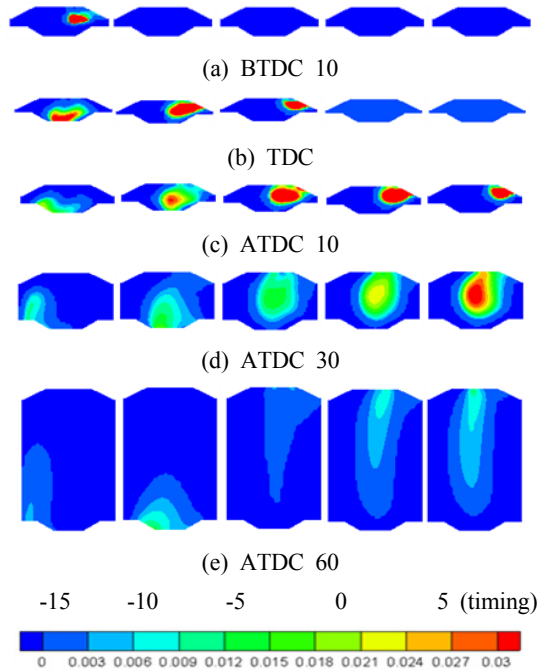 (a) BTDC 10
(b) TDC
(c) ATDC 10
(d) ATDC 30
(e) ATDC 60
-15 -10 -5 0 5 (timing)
0 0.003 0.006 0.009 0.012 0.015 0.018 0.021 0.024 0.027 0.03